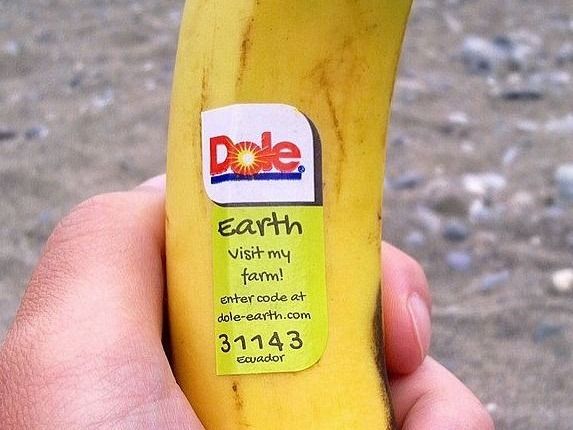 Dole
Earth
Visit my
farm!
Enter code at
dole-earth.com
31143
Ecuador